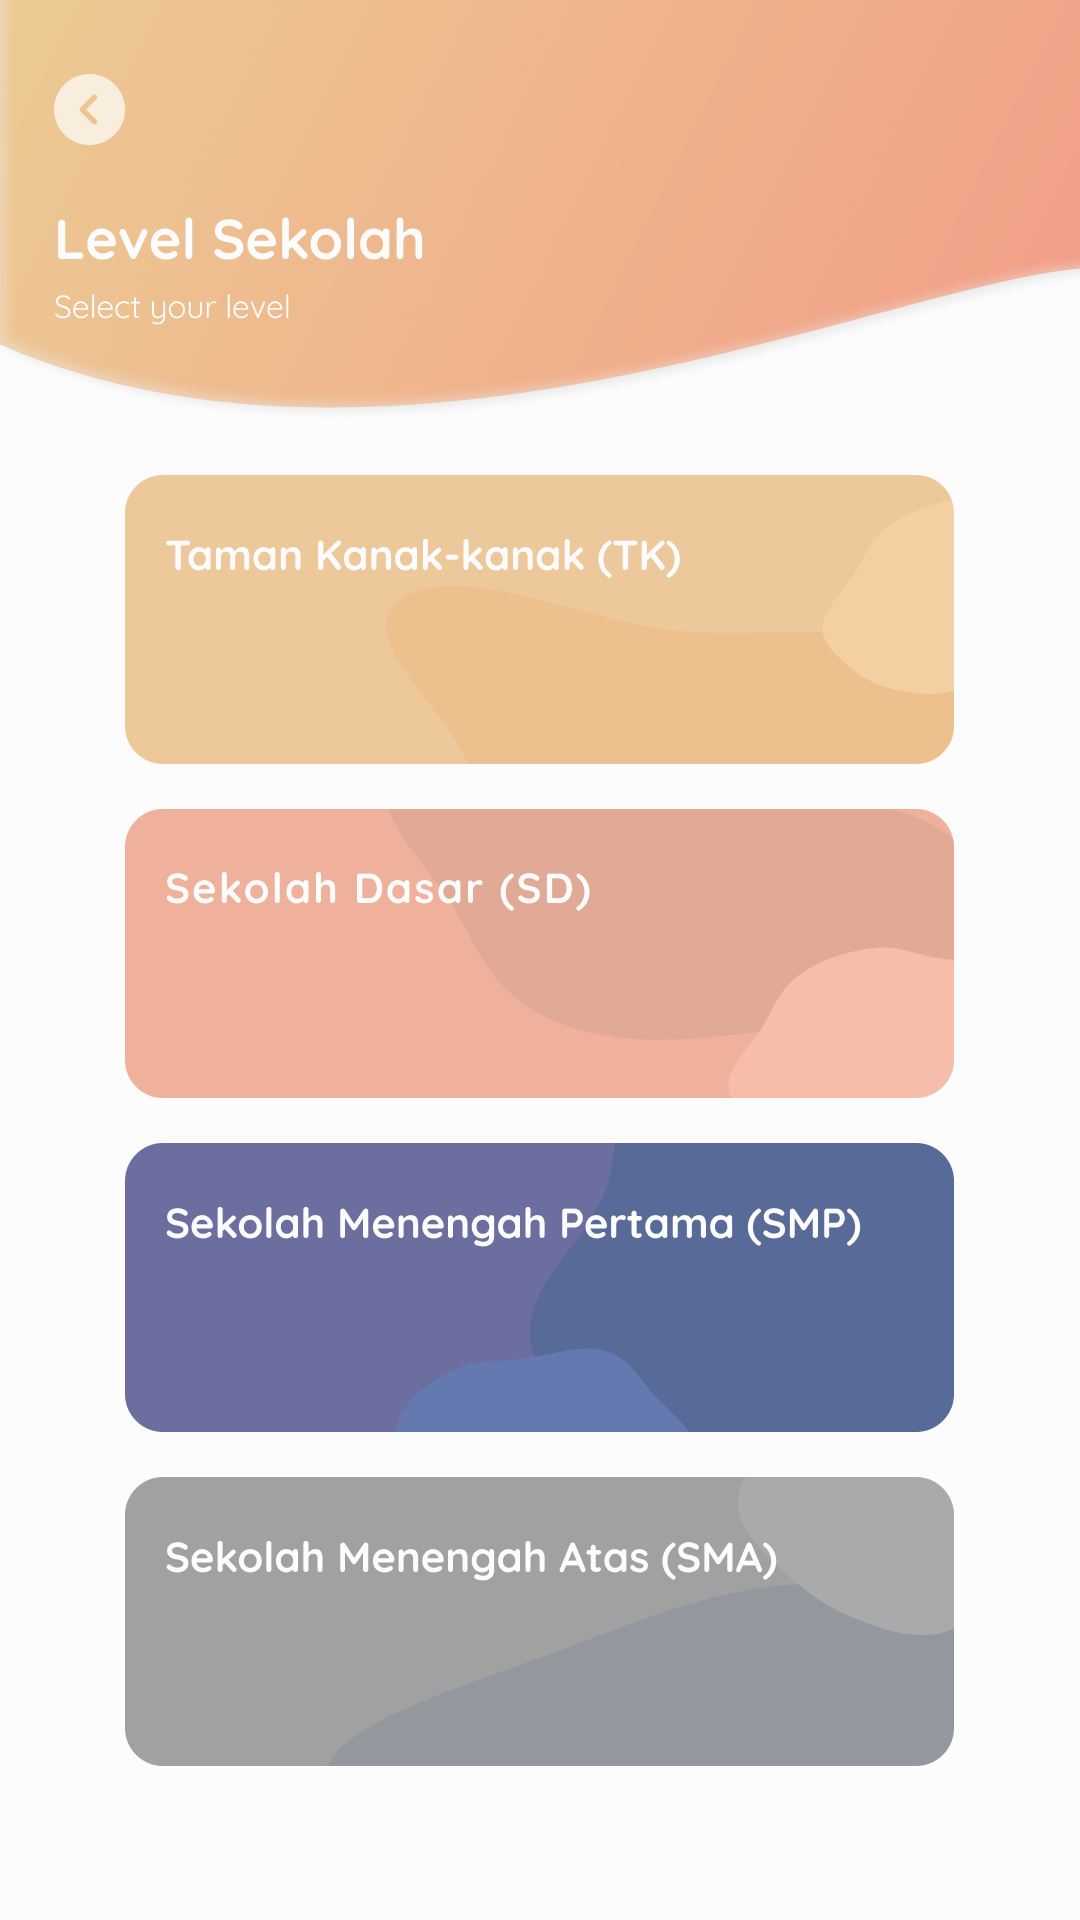 Level Sekolah
Select your level
Taman Kanak-kanak (TK)
Sekolah Dasar (SD)
Sekolah Menengah Pertama (SMP)
Sekolah Menengah Atas (SMA)